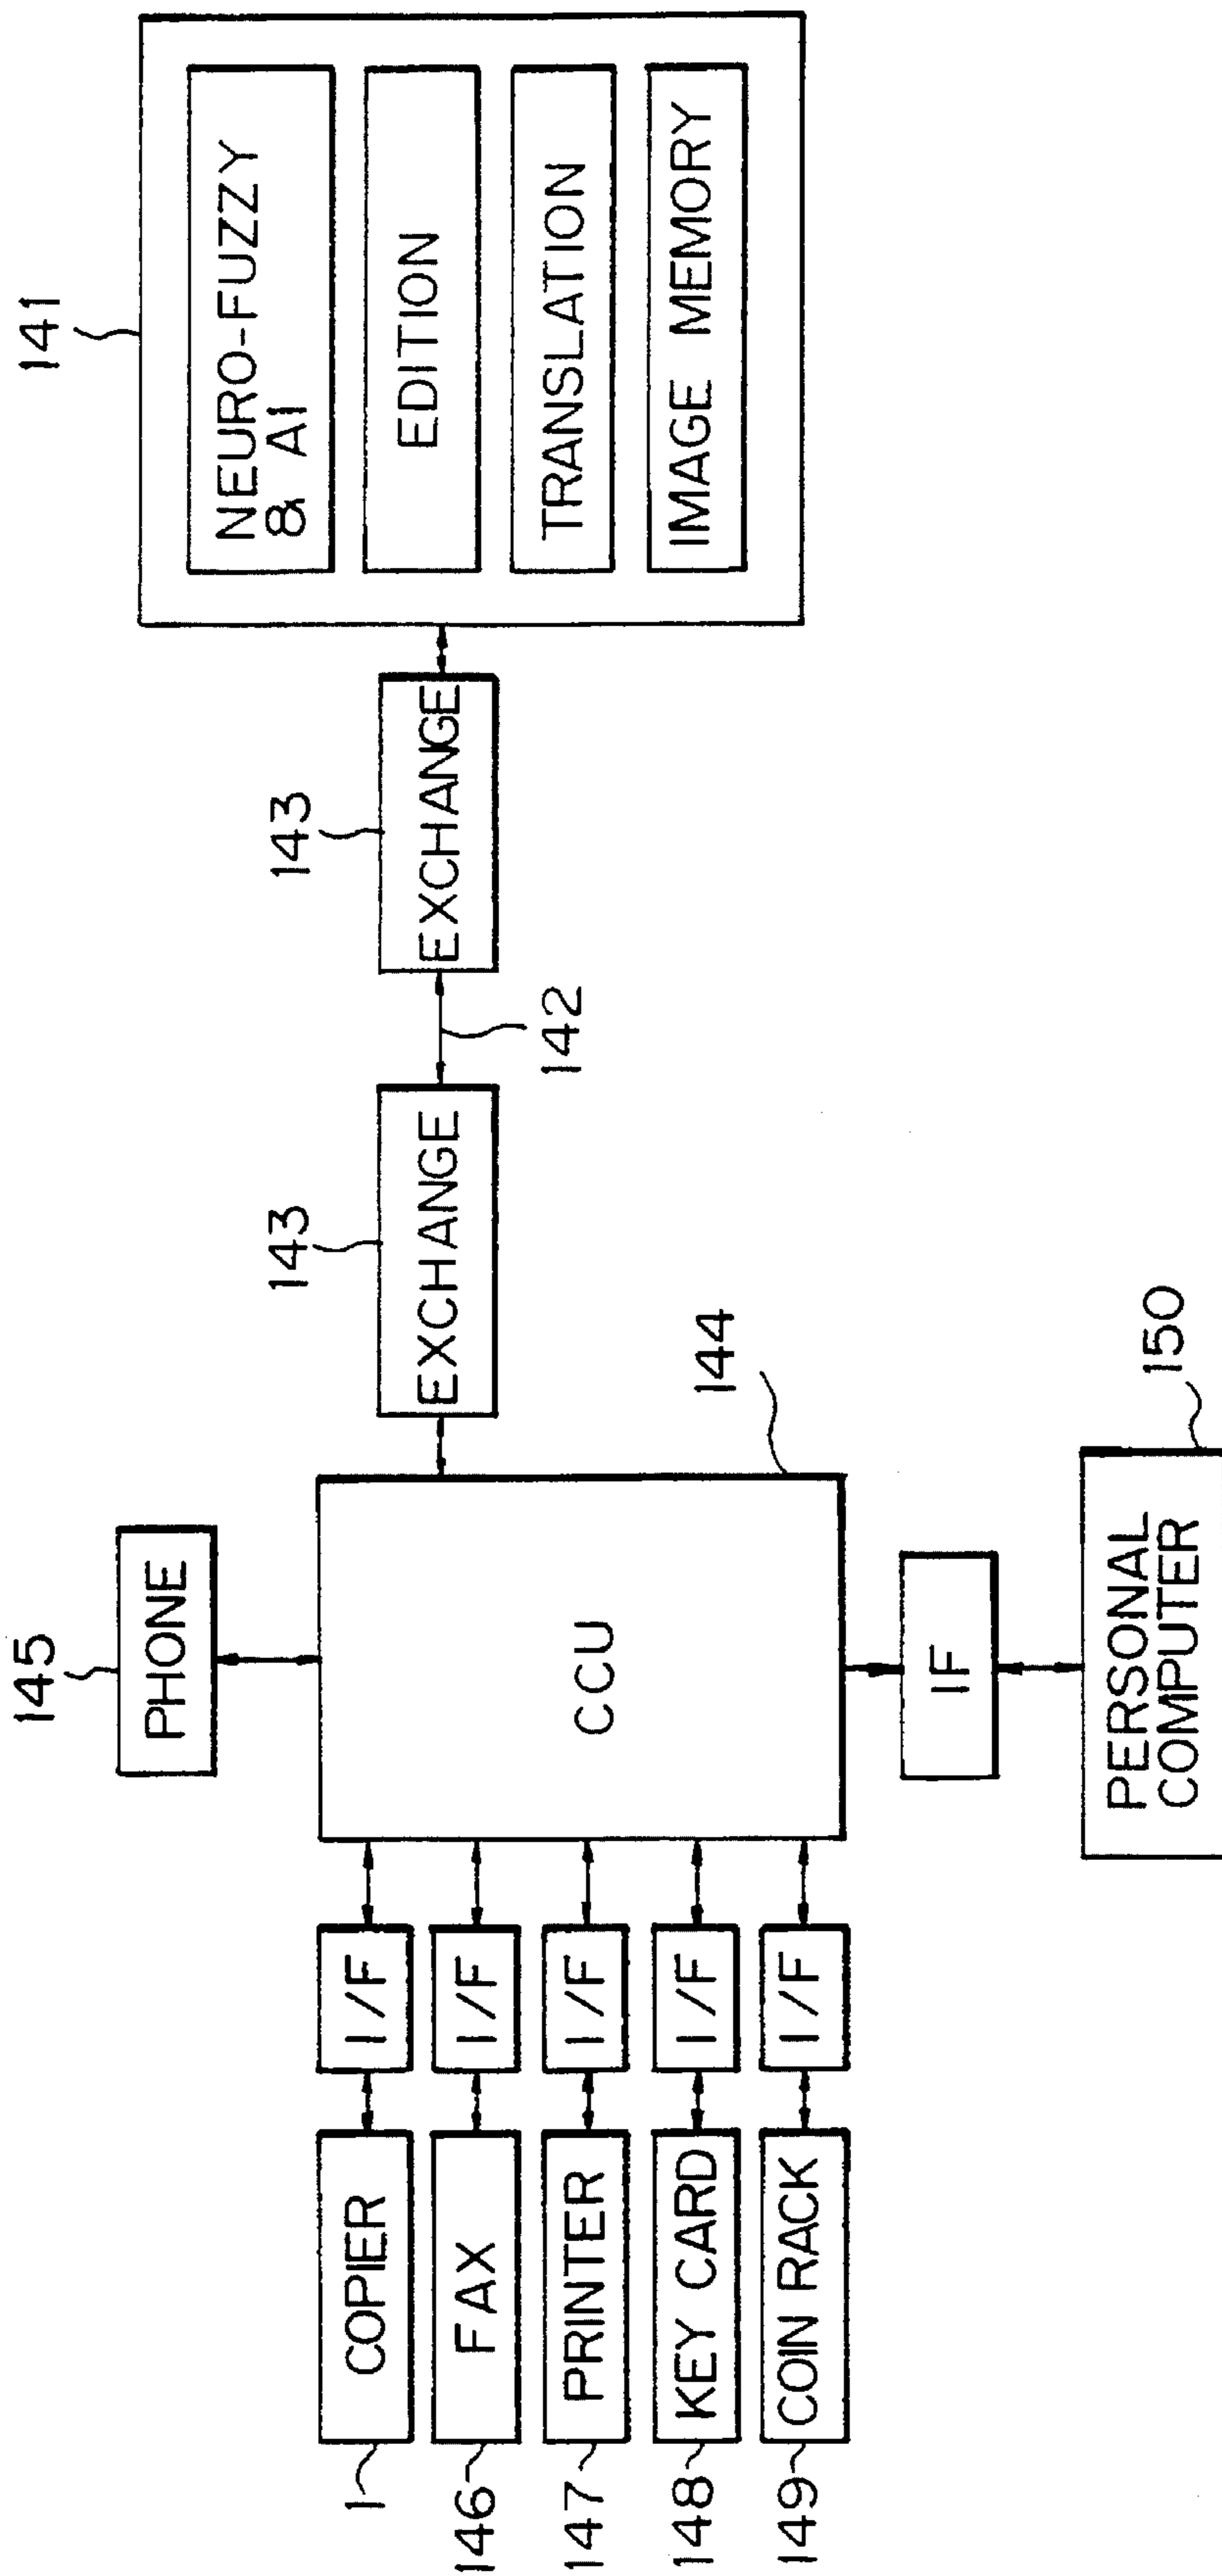 141
NEURO-FUZZY
& AI
EDITION
TRANSLATION
IMAGE MEMORY
143
EXCHANGE
142
143
EXCHANGE
144
145
PHONE
CCU
IF
150
PERSONAL
COMPUTER
I/F
I/F
I/F
I/F
I/F
COPIER
FAX
PRINTER
KEY CARD
COIN RACK
1
146
147
148
149